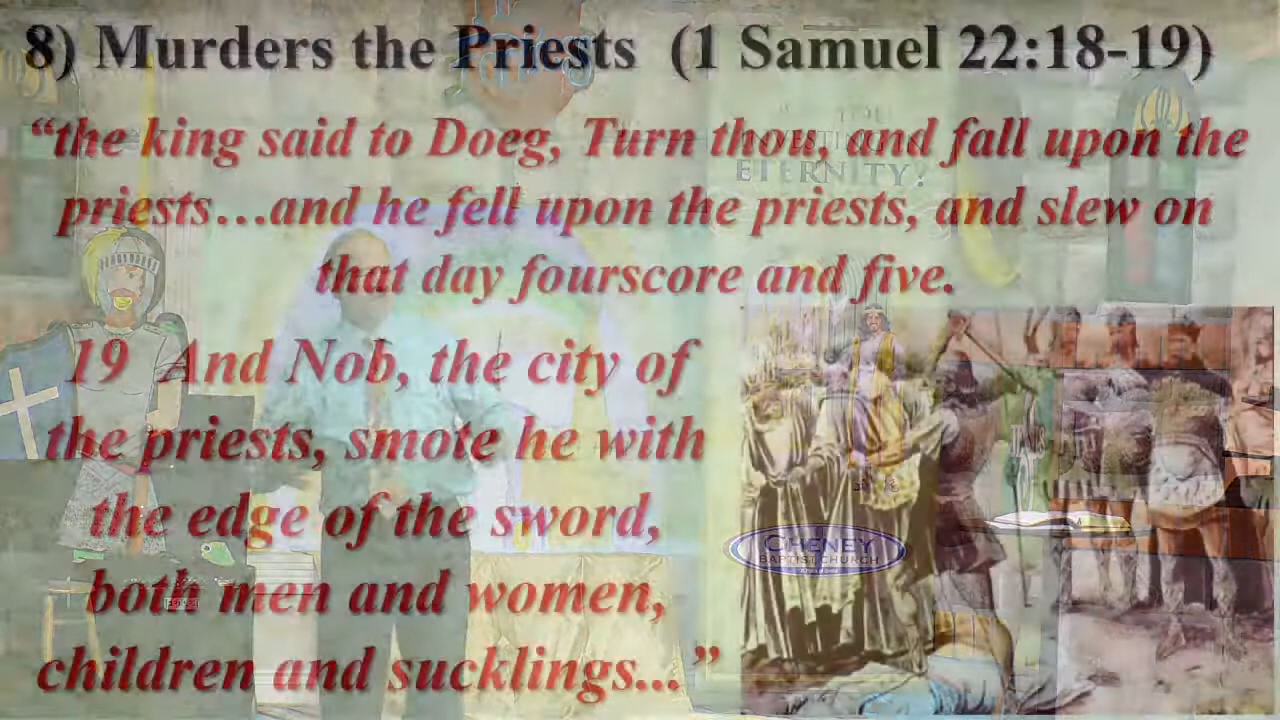 8) Murders the Priests (1 Samuel 22:18-19)
“the king said to Doeg, Turn thou, and fall upon the
priests…and he fell upon the priests, and slew on
that day fourscore and five.
19 And Nob, the city of
the priests, smote he with
the edge of the sword,
both men and women,
children and sucklings...”
ETERNITY!
CHENEY
BAPTIST CHURCH